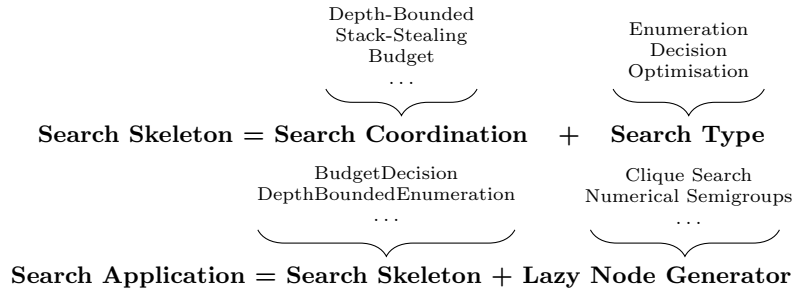 Depth-Bounded
Stack-Stealing
Budget
...
Enumeration
Decision
Optimisation
Search Skeleton = Search Coordination + Search Type
BudgetDecision
DepthBoundedEnumeration
...
Clique Search
Numerical Semigroups
...
Search Application = Search Skeleton + Lazy Node Generator